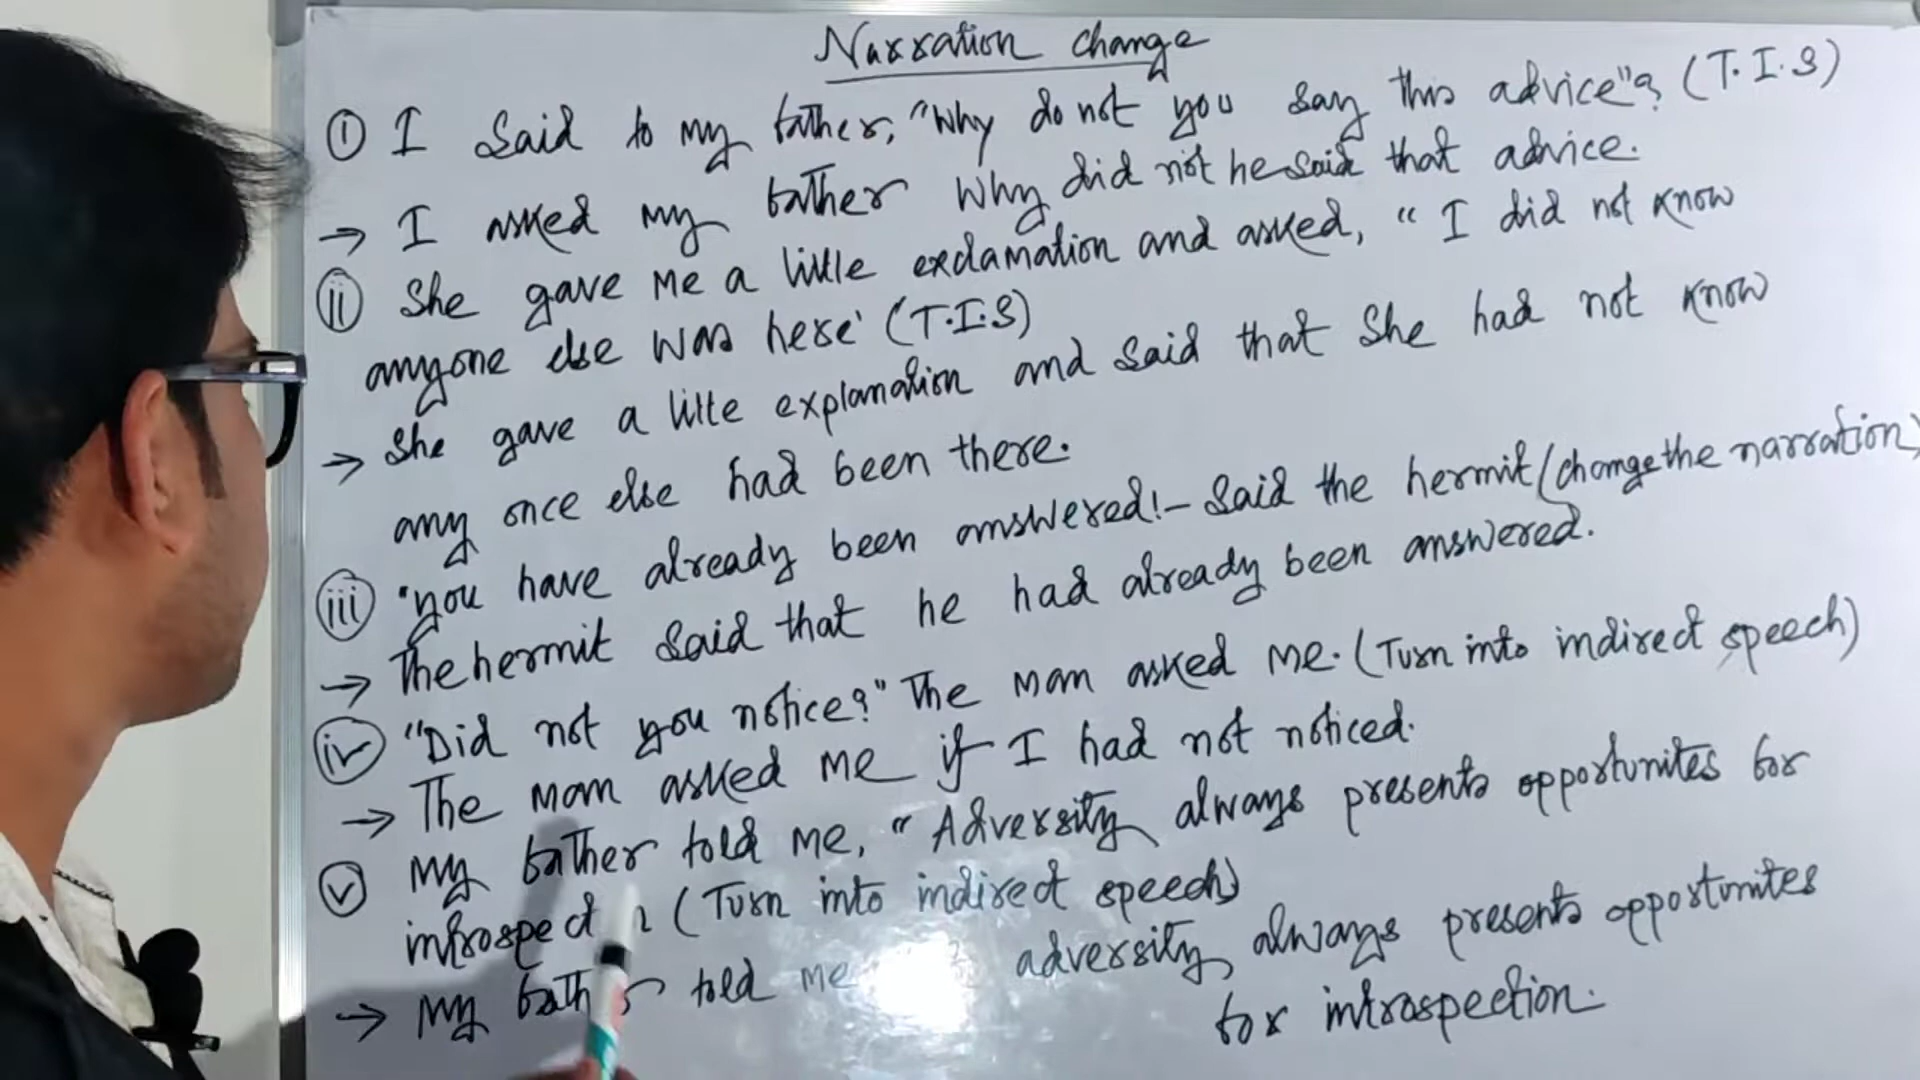 Narration change
(i) I said to my father, "Why do not you say this advice"? (T.I.S)
→ I asked my father why did not he said that advice.
(ii) She gave me a little exclamation and asked, "I did not know
anyone else was here' (T.I.S)
→ She gave a litte explanation and said that she had not know
any once else had been there.
(iii) "you have already been answered!- said the hermit (change the narration)
→ The hermit said that he had already been answered.
(iv) "Did not you notice?" The man asked me. (Turn into indirect speech)
→ The man asked me if I had not noticed.
(v) My father told me, "Adversity always presents opportunites for
introspect (Turn into indirect speech)
→ My told me adversity always presents opportunites
for introspection.